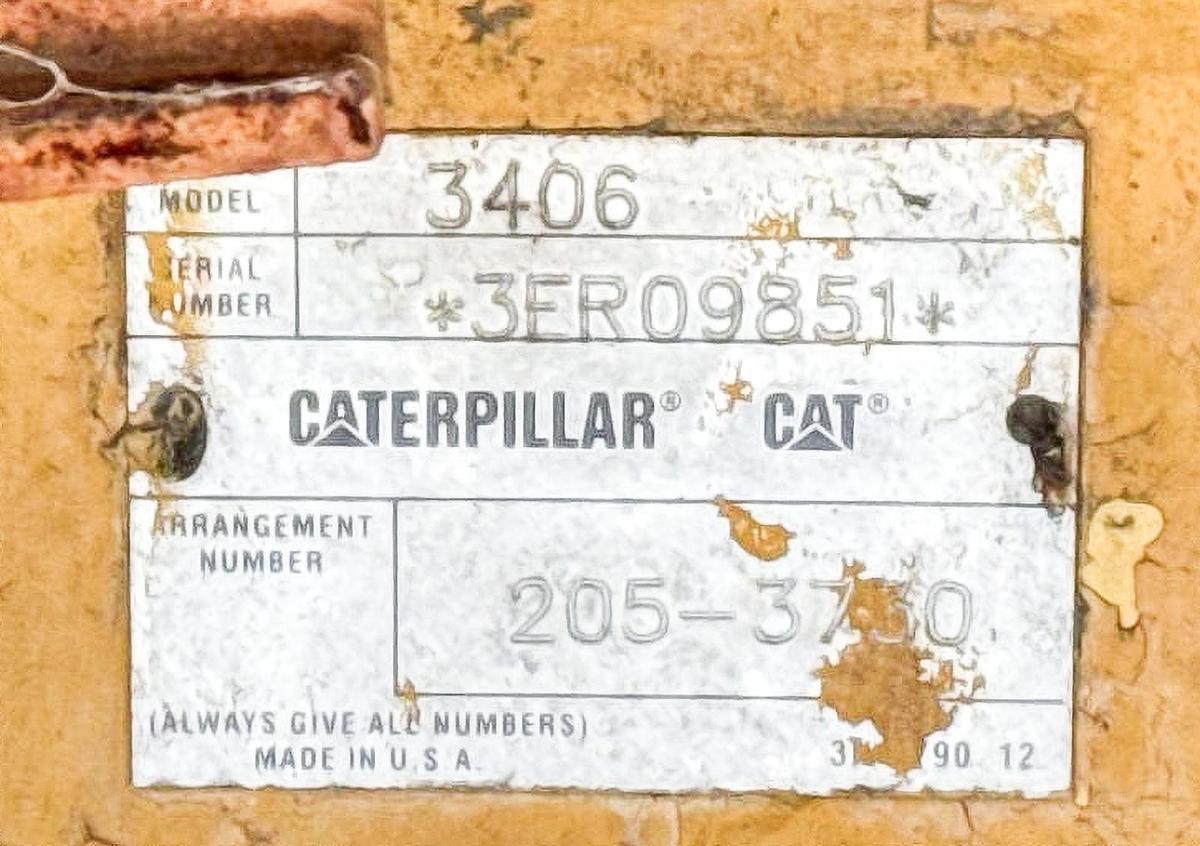 MODEL 3406
SERIAL
NUMBER *3ER09851*
CATERPILLAR® CAT®
ARRANGEMENT
NUMBER
(ALWAYS GIVE ALL NUMBERS)
MADE IN U.S.A. 90 12